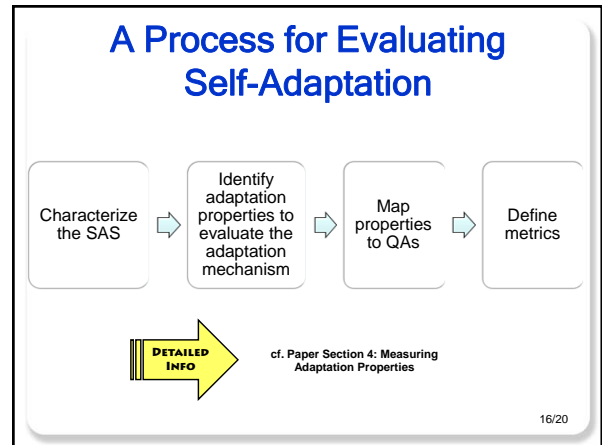 A Process for Evaluating
Self-Adaptation
Characterize
the SAS
Identify
adaptation
properties to
evaluate the
adaptation
mechanism
Map
properties
to QAs
Define
metrics
DETAILED
INFO
cf. Paper Section 4: Measuring
Adaptation Properties
16/20